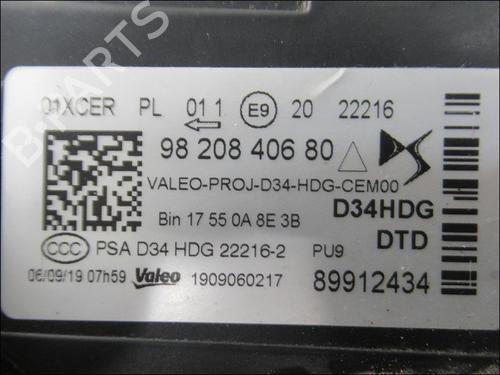 01XCER PL 01 1 E9 20 22216
98 208 406 80
VALEO-PROJ-D34-HDG-CEM00
Bin 17 55 0A 8E 3B
D34HDG
DTD
CCC PSA D34 HDG 22216-2 PU9
06/09/19 07h59 Valeo 1909060217 89912434
B-PARTS